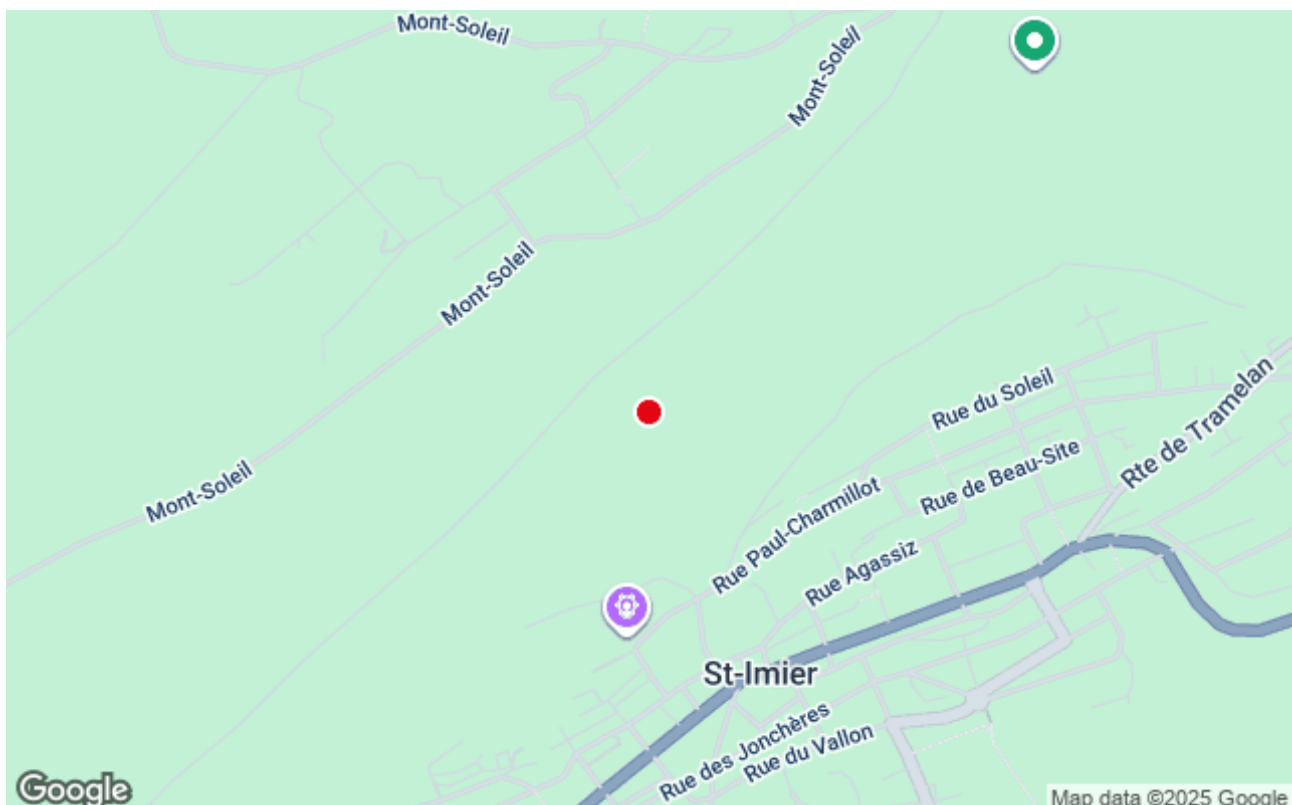 Mont-Soleil
Mont-Soleil
Mont-Soleil
Rue du Soleil
Rte de Tramelan
Mont-Soleil
Rue de Beau-Site
Rue Paul-Charmillot
Rue Agassiz
St-Imier
Rue des Jonchères
Rue du Vallon
Google
Map data ©2025 Google